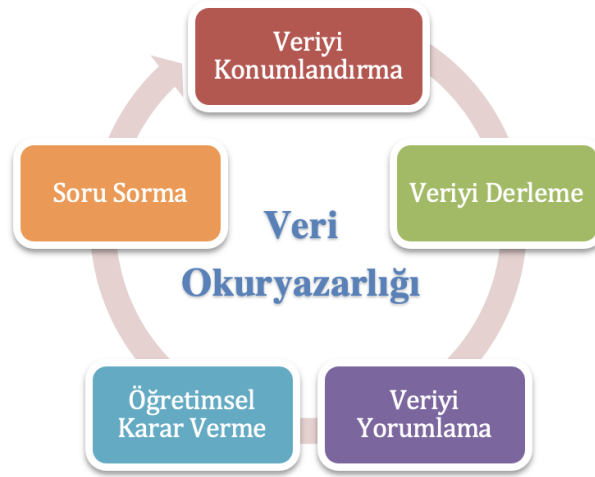 Veriyi
Konumlandırma
Soru Sorma
Veriyi Derleme
Veri
Okuryazarlığı
Öğretimsel
Karar Verme
Veriyi
Yorumlama